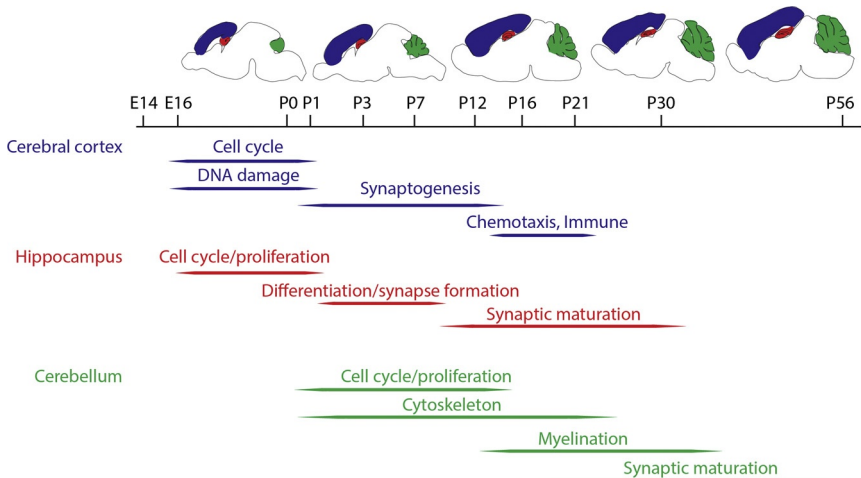 E14 E16 P0 P1 P3 P7 P12 P16 P21 P30 P56
Cerebral cortex Cell cycle
DNA damage
Synaptogenesis
Chemotaxis, Immune
Hippocampus Cell cycle/proliferation
Differentiation/synapse formation
Synaptic maturation
Cerebellum Cell cycle/proliferation
Cytoskeleton
Myelination
Synaptic maturation